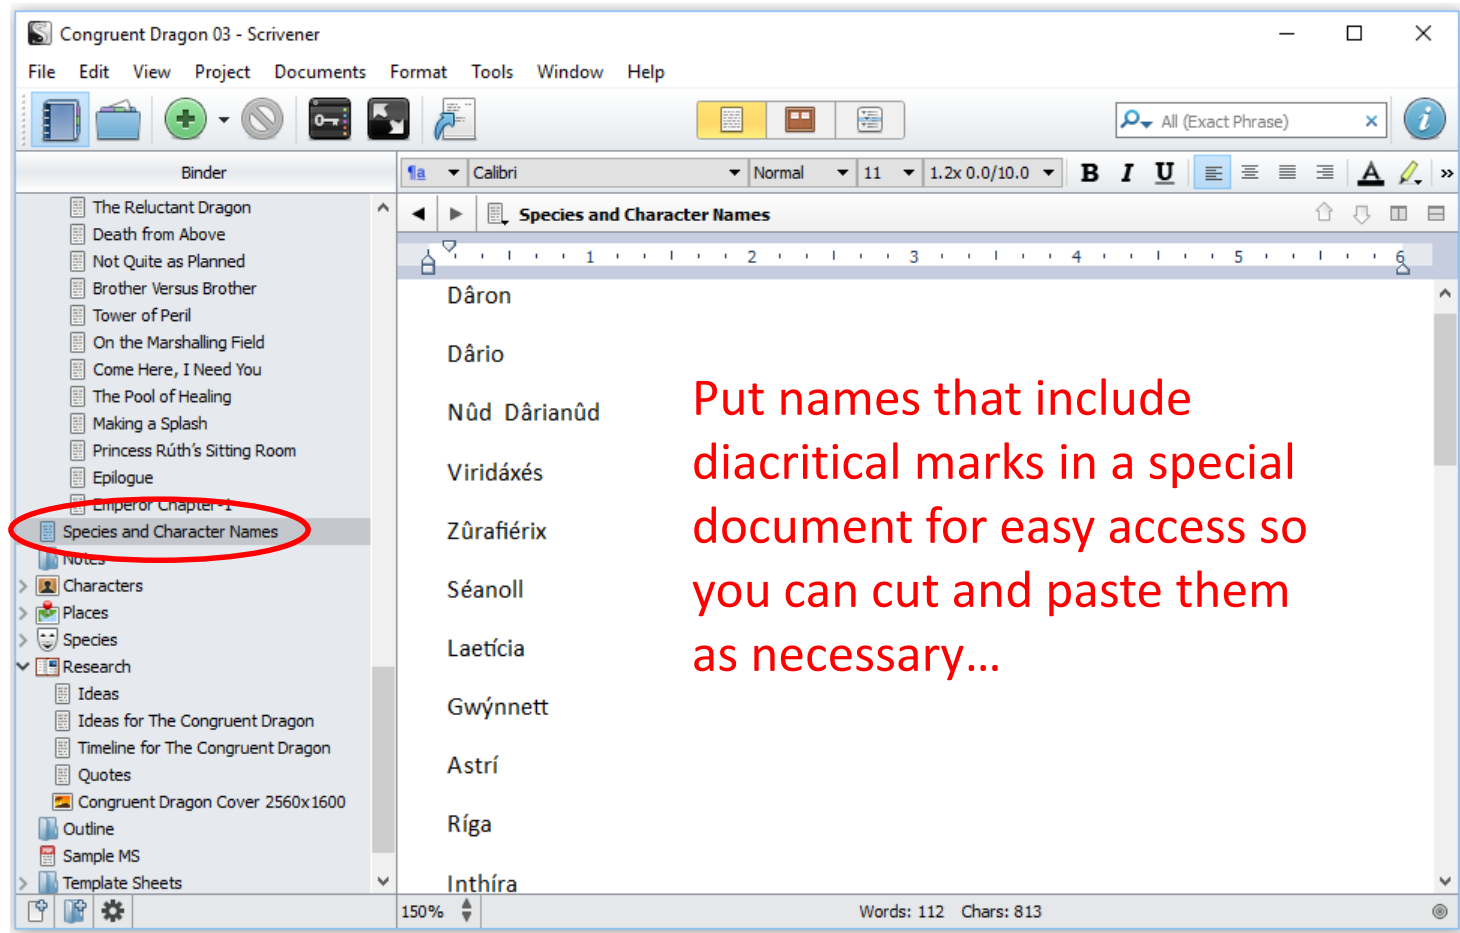 Congruent Dragon 03 - Scrivener
File Edit View Project Documents Format Tools Window Help
All (Exact Phrase)
Binder
Calibri Normal 11 1.2x 0.0/10.0 B I U A »
The Reluctant Dragon
Death from Above
Not Quite as Planned
Brother Versus Brother
Tower of Peril
On the Marshalling Field
Come Here, I Need You
The Pool of Healing
Making a Splash
Princess Rúth's Sitting Room
Epilogue
Emperor Chapter-1
Species and Character Names
Notes
Characters
Places
Species
Research
Ideas
Ideas for The Congruent Dragon
Timeline for The Congruent Dragon
Quotes
Congruent Dragon Cover 2560x1600
Outline
Sample MS
Template Sheets
Species and Character Names
1 2 3 4 5 6
Dâron
Dârio
Nûd Dârianûd
Viridáxés
Zûrafiérix
Séanoll
Laetícia
Gwýnnett
Astrí
Ríga
Inthíra
Put names that include
diacritical marks in a special
document for easy access so
you can cut and paste them
as necessary...
150%
Words: 112 Chars: 813